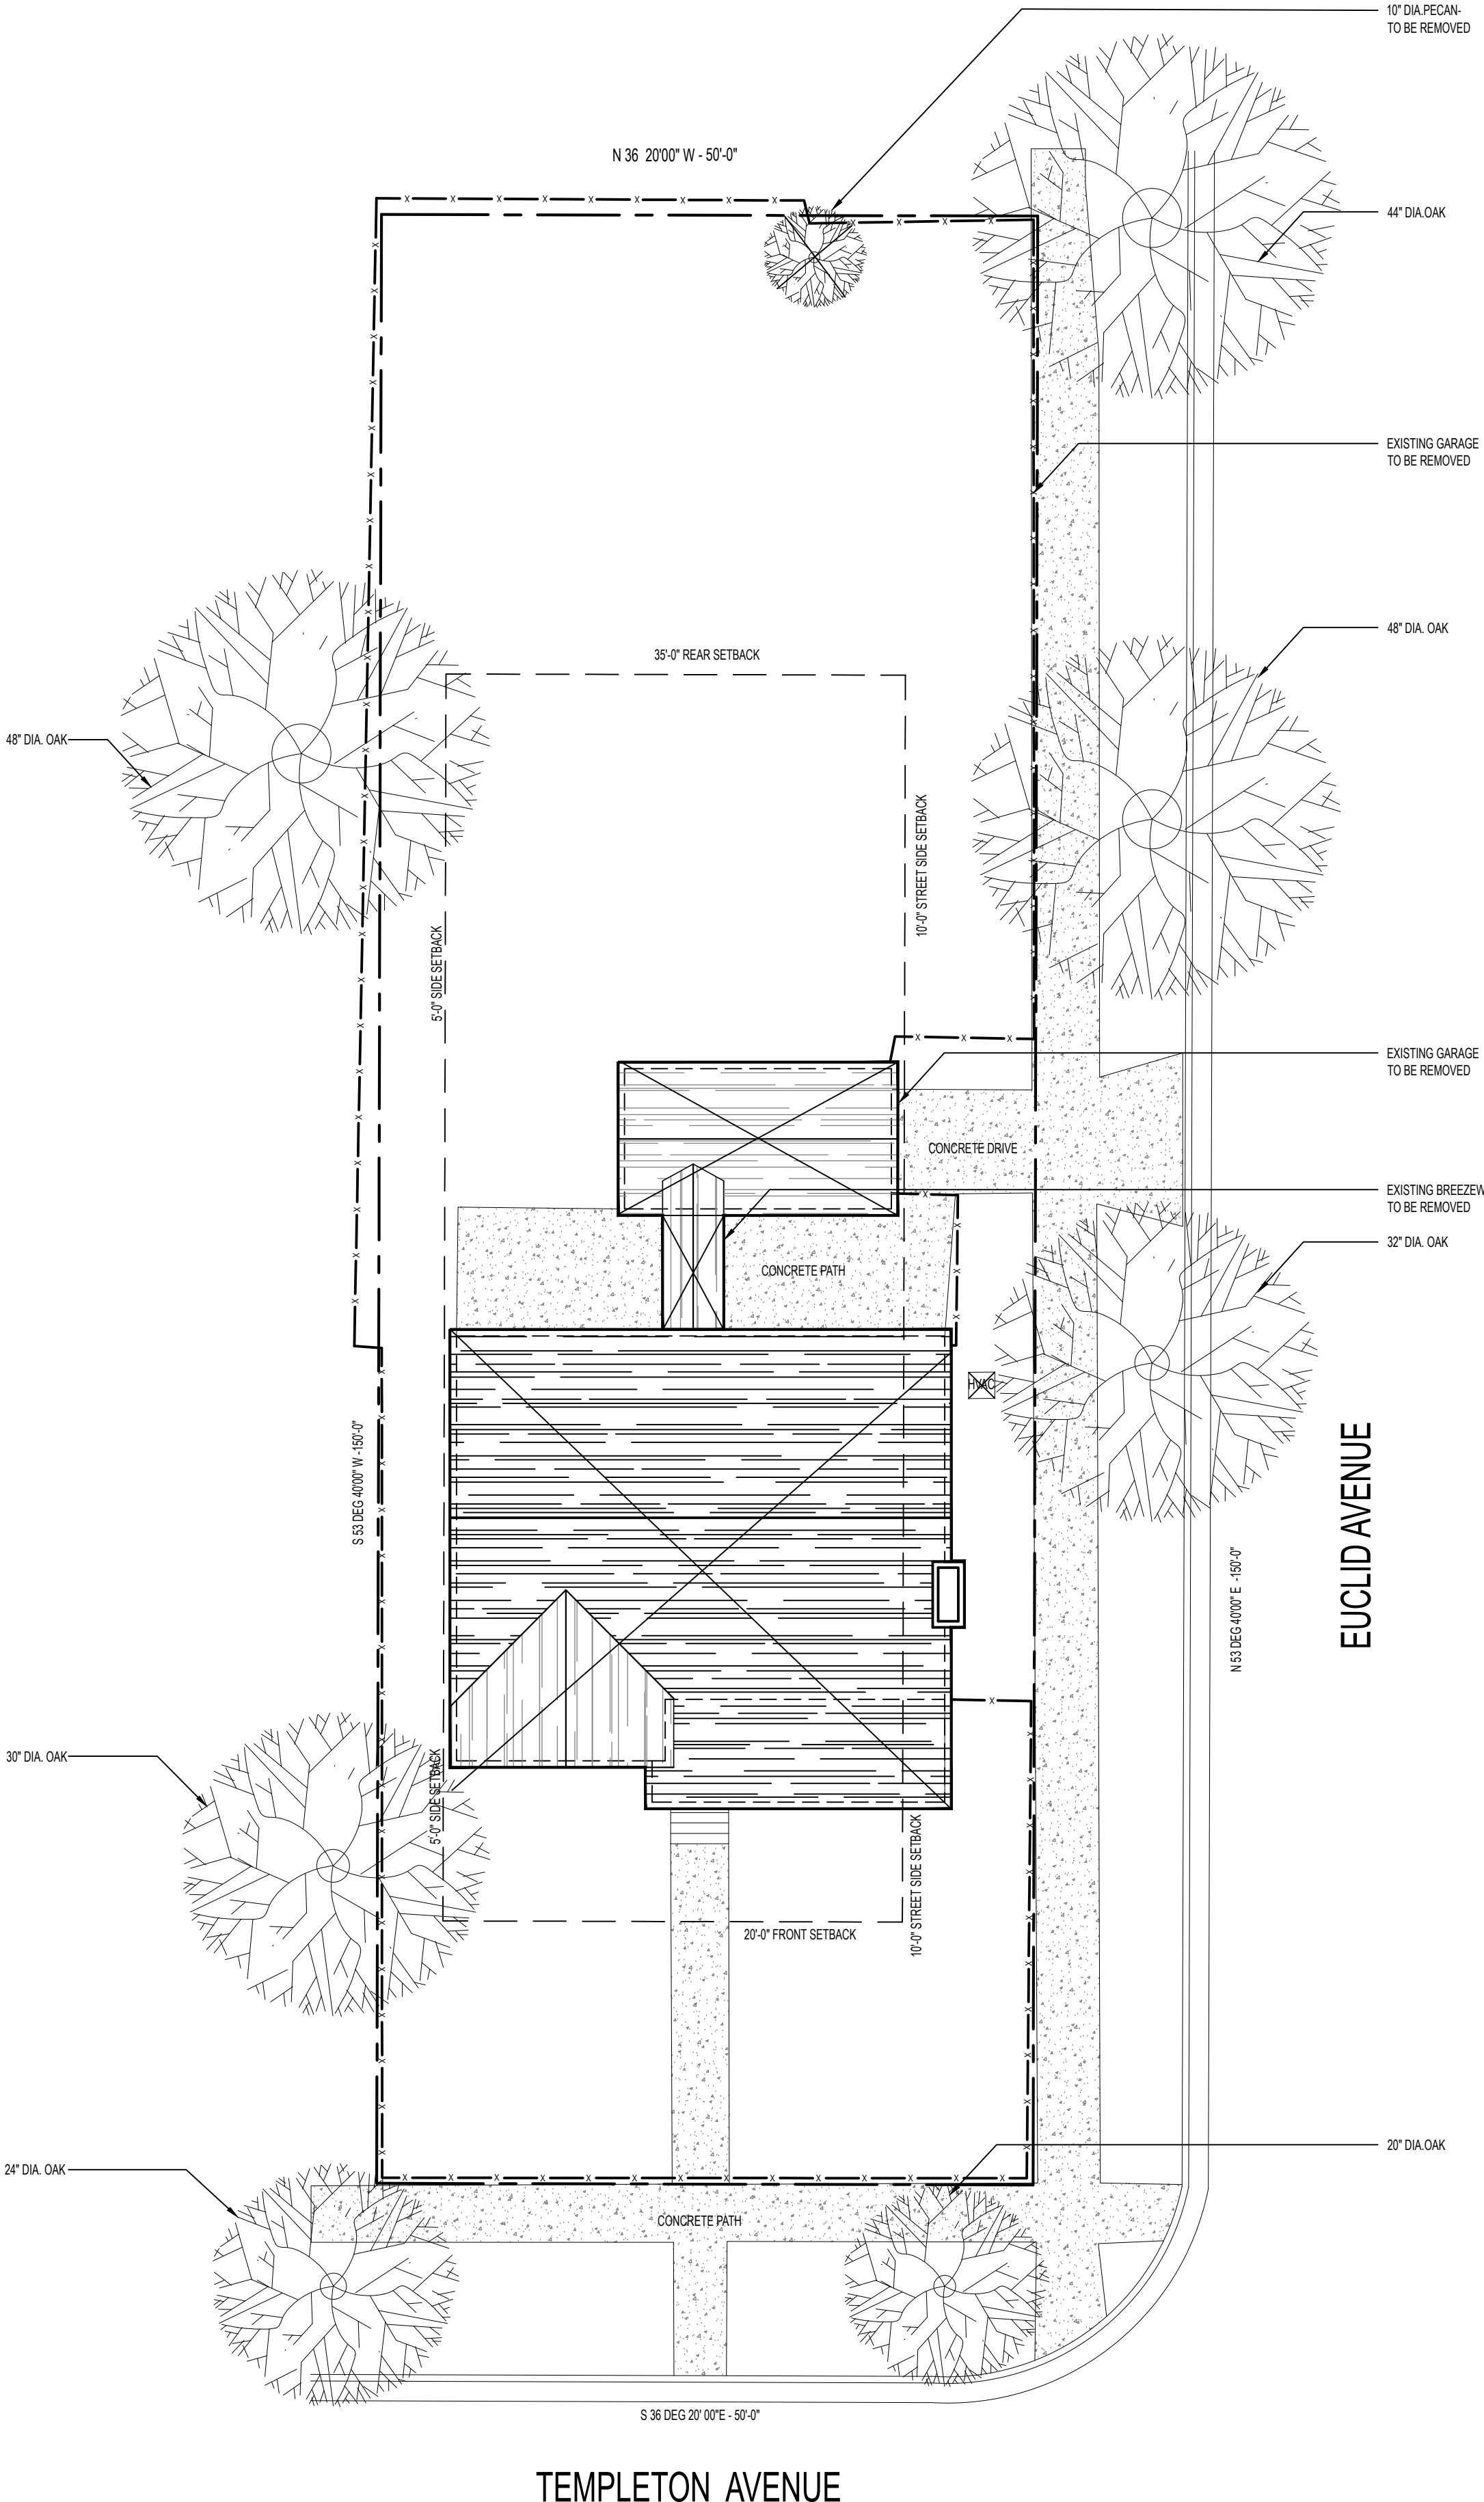 10" DIA.PECAN-
TO BE REMOVED
N 36 20'00" W - 50'-0"
44" DIA.OAK
EXISTING GARAGE
TO BE REMOVED
48" DIA. OAK
35'-0" REAR SETBACK
48" DIA. OAK
10'-0" STREET SIDE SETBACK
5'-0" SIDE SETBACK
EXISTING GARAGE
TO BE REMOVED
CONCRETE DRIVE
EXISTING BREEZEW
TO BE REMOVED
32" DIA. OAK
CONCRETE PATH
HVAC
S 53 DEG 40'00" W -150'-0"
EUCLID AVENUE
N 53 DEG 40'00" E -150'-0"
30" DIA. OAK
5'-0" SIDE SETBACK
10'-0" STREET SIDE SETBACK
20'-0" FRONT SETBACK
20" DIA.OAK
24" DIA. OAK
CONCRETE PATH
S 36 DEG 20' 00"E - 50'-0"
TEMPLETON AVENUE